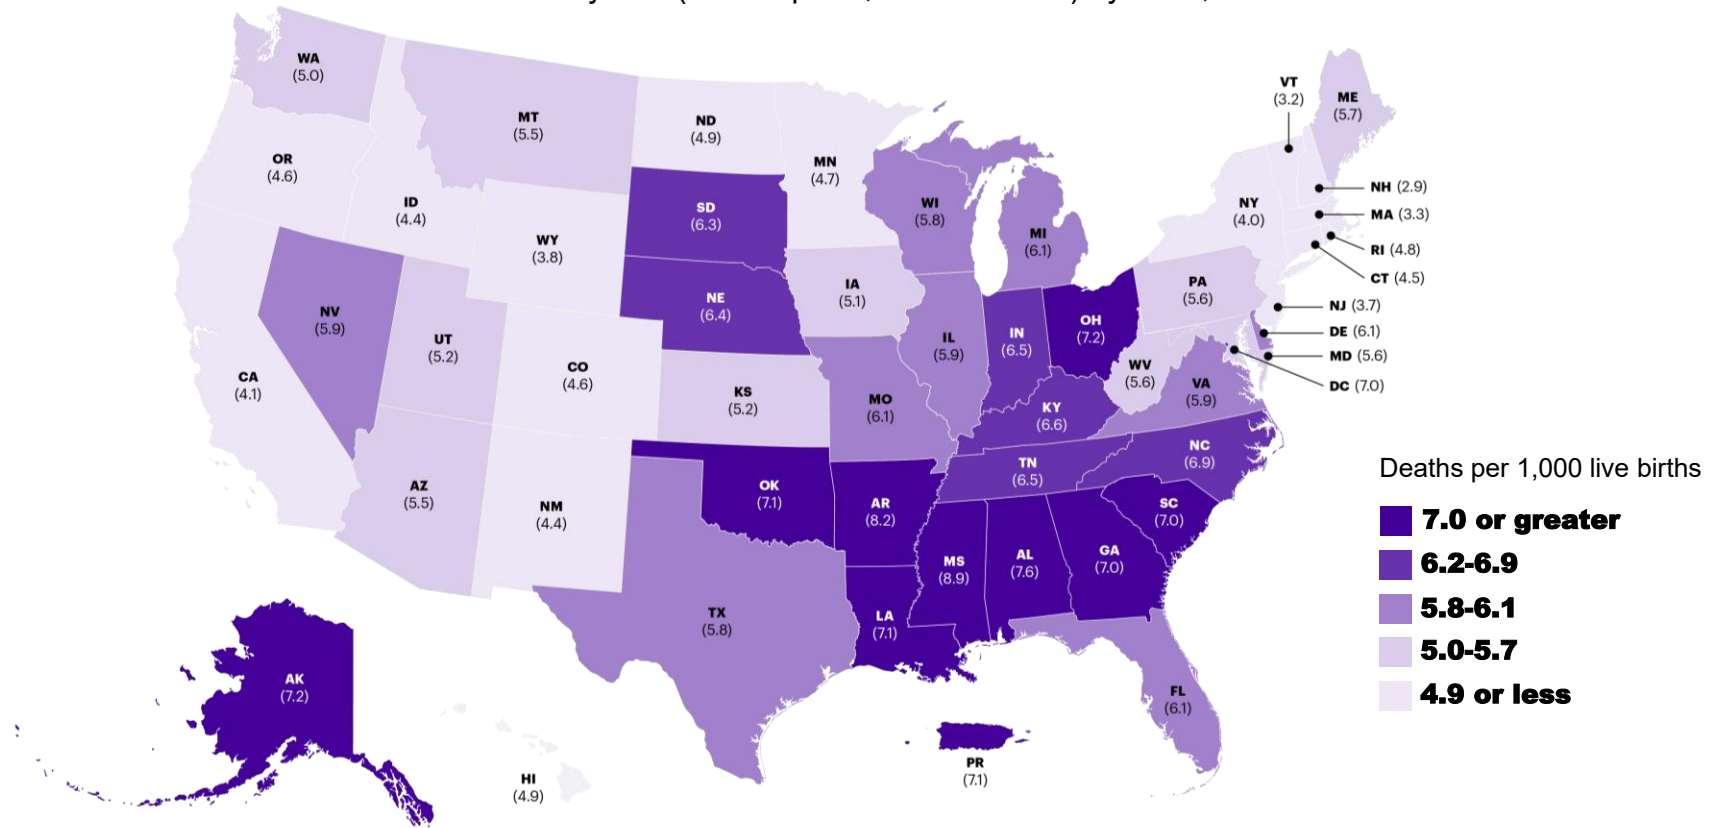 WA
(5.0)
MT
(5.5)
ND
(4.9)
MN
(4.7)
OR
(4.6)
ID
(4.4)
WY
(3.8)
SD
(6.3)
WI
(5.8)
MI
(6.1)
NY
(4.0)
VT
(3.2)
ME
(5.7)
NH (2.9)
MA (3.3)
RI (4.8)
CT (4.5)
NJ (3.7)
DE (6.1)
MD (5.6)
DC (7.0)
NV
(5.9)
UT
(5.2)
CO
(4.6)
NE
(6.4)
IA
(5.1)
IL
(5.9)
IN
(6.5)
OH
(7.2)
PA
(5.6)
WV
(5.6)
VA
(5.9)
CA
(4.1)
KS
(5.2)
MO
(6.1)
KY
(6.6)
NC
(6.9)
TN
(6.5)
SC
(7.0)
AZ
(5.5)
NM
(4.4)
OK
(7.1)
AR
(8.2)
MS
(8.9)
AL
(7.6)
GA
(7.0)
TX
(5.8)
LA
(7.1)
FL
(6.1)
AK
(7.2)
HI
(4.9)
PR
(7.1)
Deaths per 1,000 live births
7.0 or greater
6.2-6.9
5.8-6.1
5.0-5.7
4.9 or less